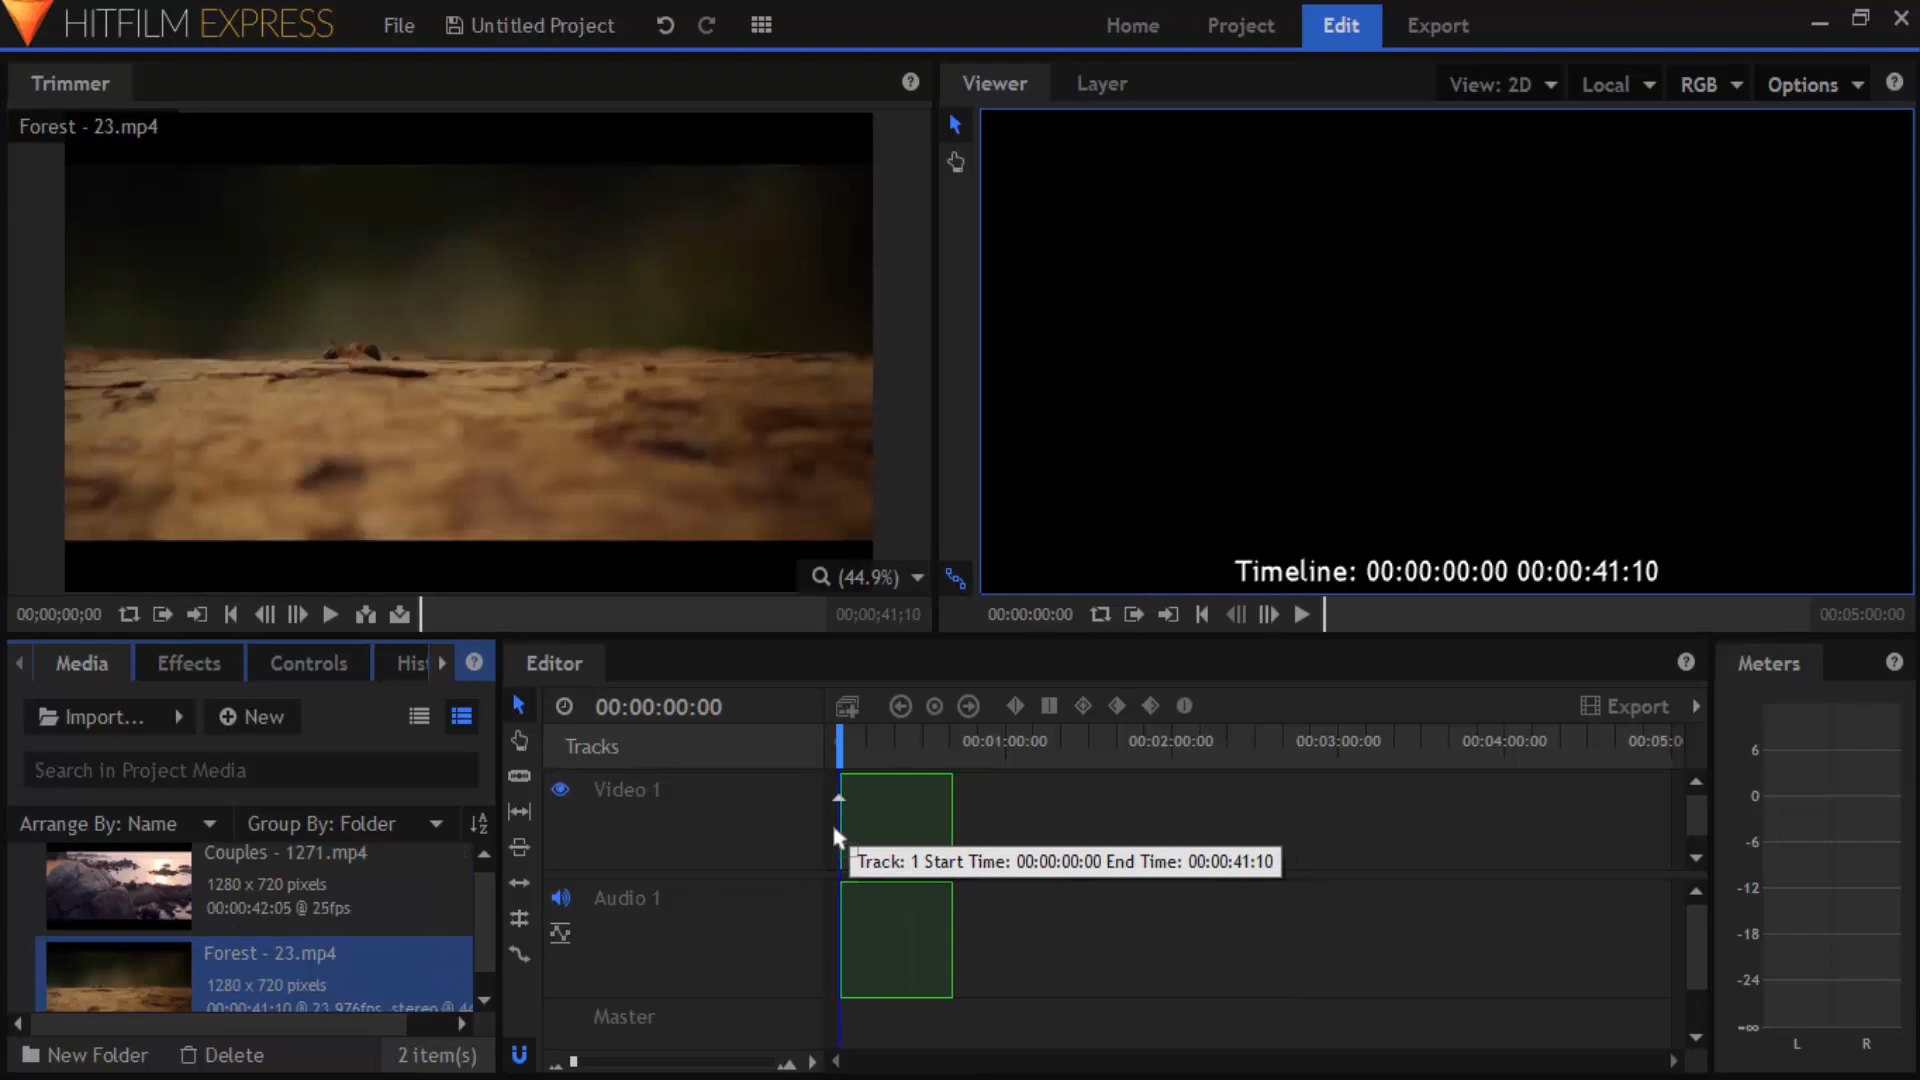 HITFILM EXPRESS
File
Untitled Project
Home
Project
Edit
Export
Trimmer
Forest - 23.mp4
(44.9%)
00;00;00;00
00;00;41;10
Viewer
Layer
View: 2D
Local
RGB
Options
Timeline: 00:00:00:00 00:00:41:10
00:00:00:00
00:05:00:00
Media
Effects
Controls
His
Import...
New
Search in Project Media
Arrange By: Name
Group By: Folder
Couples - 1271.mp4
1280 x 720 pixels
00:00:42:05 @ 25fps
Forest - 23.mp4
1280 x 720 pixels
00:00:41:10 @ 23.976fps, stereo @
New Folder
Delete
2 item(s)
Editor
00:00:00:00
Export
Tracks
00:01:00:00
00:02:00:00
00:03:00:00
00:04:00:00
00:05:0
Video 1
Track: 1 Start Time: 00:00:00:00 End Time: 00:00:41:10
Audio 1
Master
Meters
6
0
-6
-12
-18
-24
-∞
L
R